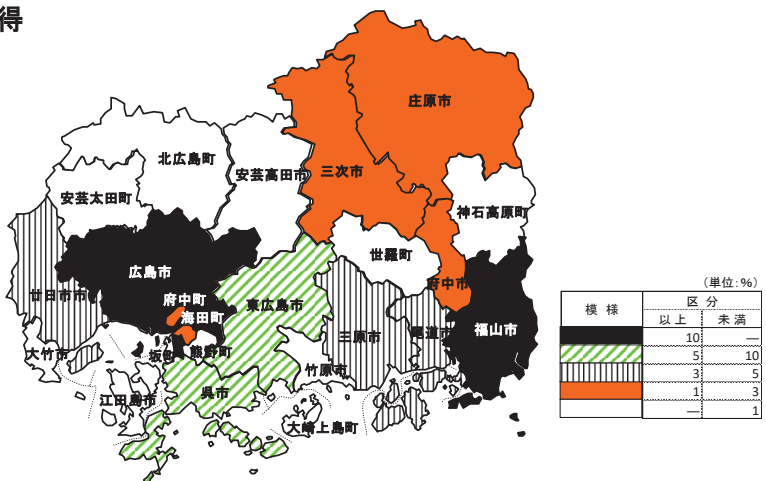 得
庄原市
北広島町
安芸高田市
三次市
安芸太田町
神石高原町
世羅町
広島市
府中市
廿日市市
府中町
海田町
東広島市
三原市
尾道市
福山市
大竹市
坂町
熊野町
竹原市
江田島市
呉市
大崎上島町
（単位：％）
模 様 区 分
以 上 未 満
10 ―
5 10
3 5
1 3
― 1